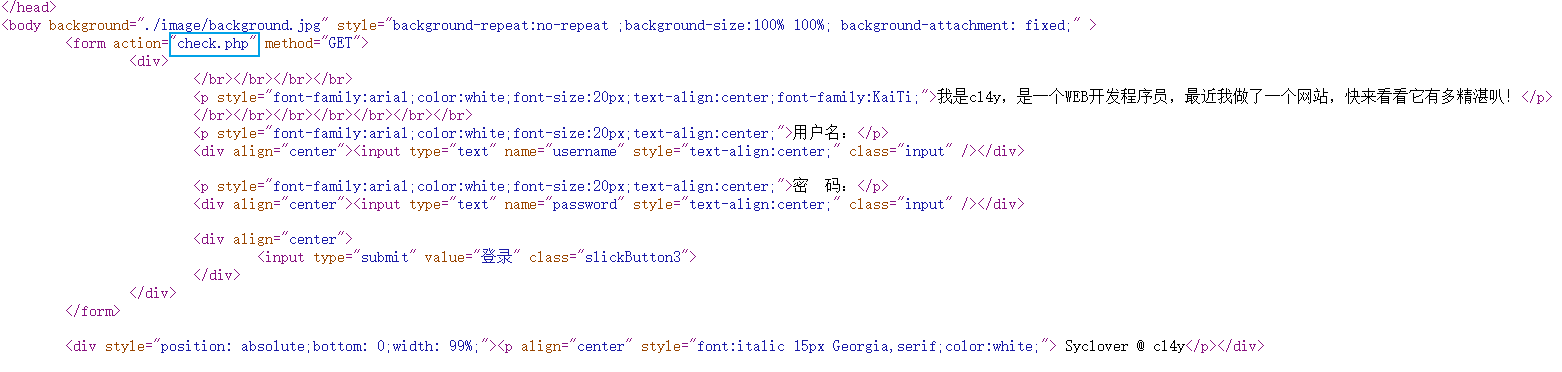 </head>
<body background="./image/background.jpg" style="background-repeat:no-repeat ;background-size:100% 100%; background-attachment: fixed;" >
<form action="check.php" method="GET">
<div>
</br></br></br></br>
<p style="font-family:arial;color:white;font-size:20px;text-align:center;font-family:KaiTi;">我是cl4y，是一个WEB开发程序员，最近我做了一个网站，快来看看它有多精湛叭！</p>
</br></br></br></br></br></br></br>
<p style="font-family:arial;color:white;font-size:20px;text-align:center;">用户名：</p>
<div align="center"><input type="text" name="username" style="text-align:center;" class="input" /></div>
<p style="font-family:arial;color:white;font-size:20px;text-align:center;">密　码：</p>
<div align="center"><input type="text" name="password" style="text-align:center;" class="input" /></div>
<div align="center">
<input type="submit" value="登录" class="slickButton3">
</div>
</div>
</form>
<div style="position: absolute;bottom: 0;width: 99%;"><p align="center" style="font:italic 15px Georgia,serif;color:white;"> Syclover @ cl4y</p></div>